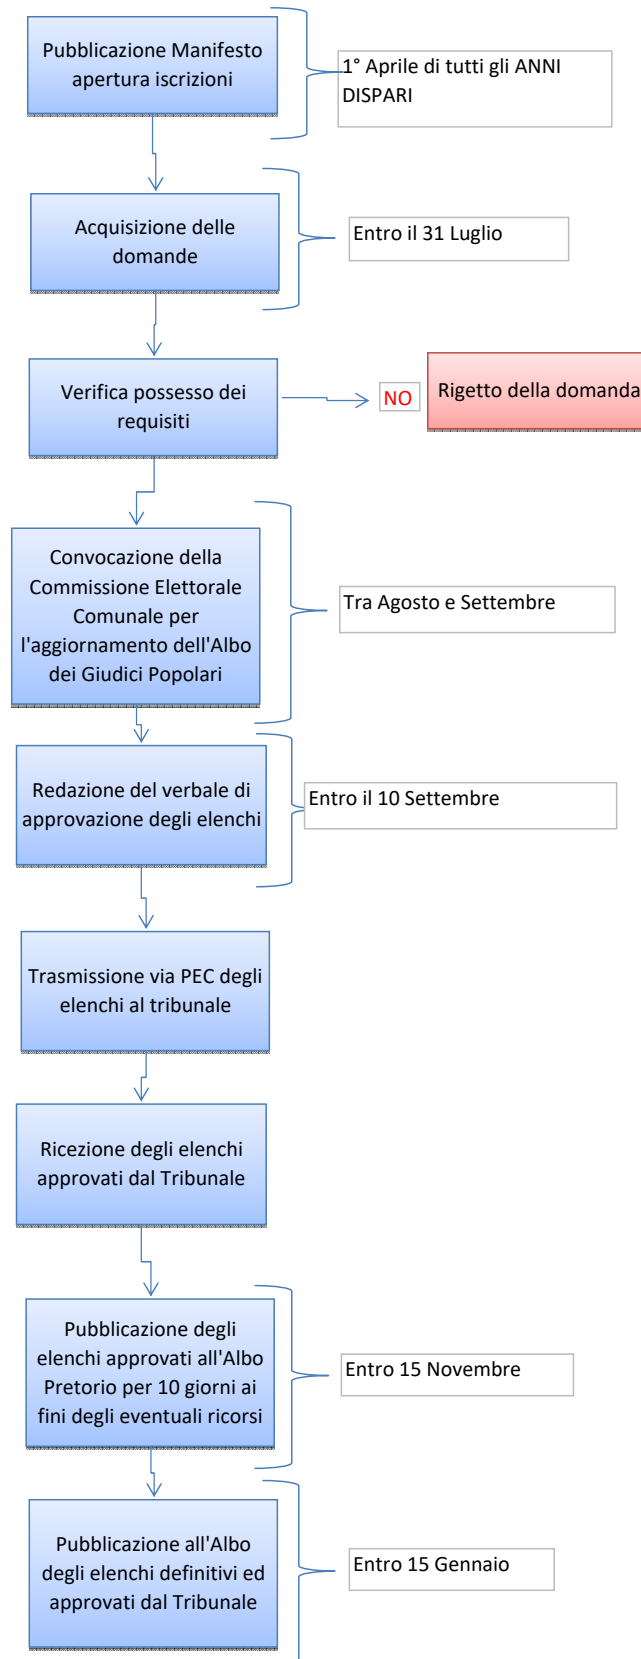 Pubblicazione Manifesto
apertura iscrizioni
1° Aprile di tutti gli ANNI
DISPARI
Acquisizione delle
domande
Entro il 31 Luglio
Verifica possesso dei
requisiti
NO
Rigetto della domanda
Convocazione della
Commissione Elettorale
Comunale per
l'aggiornamento dell'Albo
dei Giudici Popolari
Tra Agosto e Settembre
Redazione del verbale di
approvazione degli elenchi
Entro il 10 Settembre
Trasmissione via PEC degli
elenchi al tribunale
Ricezione degli elenchi
approvati dal Tribunale
Pubblicazione degli
elenchi approvati all'Albo
Pretorio per 10 giorni ai
fini degli eventuali ricorsi
Entro 15 Novembre
Pubblicazione all'Albo
degli elenchi definitivi ed
approvati dal Tribunale
Entro 15 Gennaio